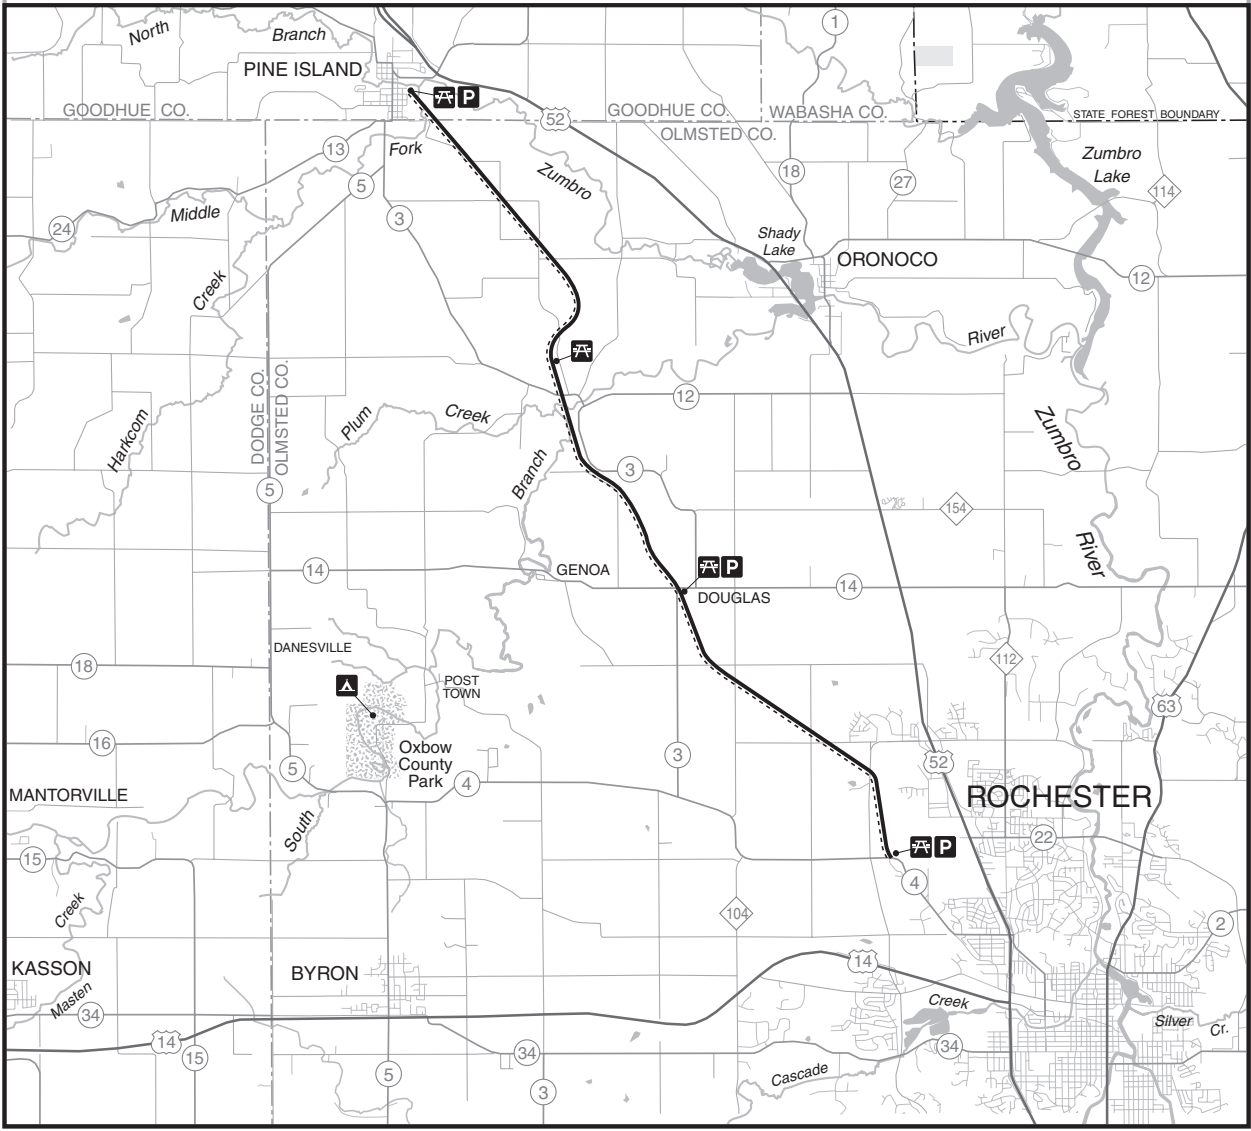 1
North
Branch
PINE ISLAND
P
GOODHUE CO.
52
GOODHUE CO.
WABASHA CO.
STATE FOREST BOUNDARY
OLMSTED CO.
13
Fork
Zumbro
Zumbro
Lake
5
18
27
114
24
Middle
3
Shady
Lake
ORONOCO
12
Creek
River
DODGE CO.
OLMSTED CO.
12
Plum
Creek
Harkcom
Zumbro
Branch
3
5
154
River
14
GENOA
P
DOUGLAS
14
DANESVILLE
112
18
POST
TOWN
63
16
Oxbow
County
Park
3
52
5
4
MANTORVILLE
ROCHESTER
South
22
15
P
4
Creek
104
2
KASSON
BYRON
14
Masten
Creek
34
Silver
Cr.
14
15
34
34
Cascade
5
3